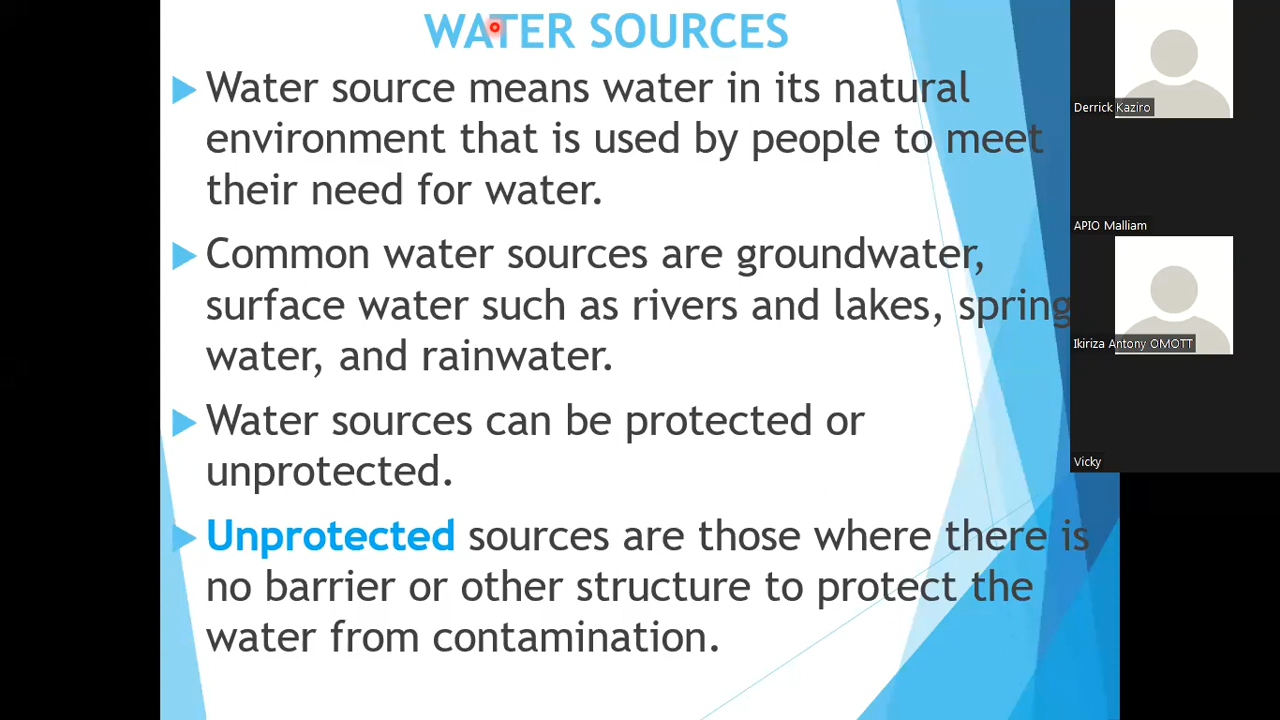 WATER SOURCES
Water source means water in its natural
environment that is used by people to meet
their need for water.
Common water sources are groundwater,
surface water such as rivers and lakes, spring
water, and rainwater.
Water sources can be protected or
unprotected.
Unprotected sources are those where there is
no barrier or other structure to protect the
water from contamination.
Derrick Kaziro
APIO Malliam
Ikiriza Antony OMOTT
Vicky